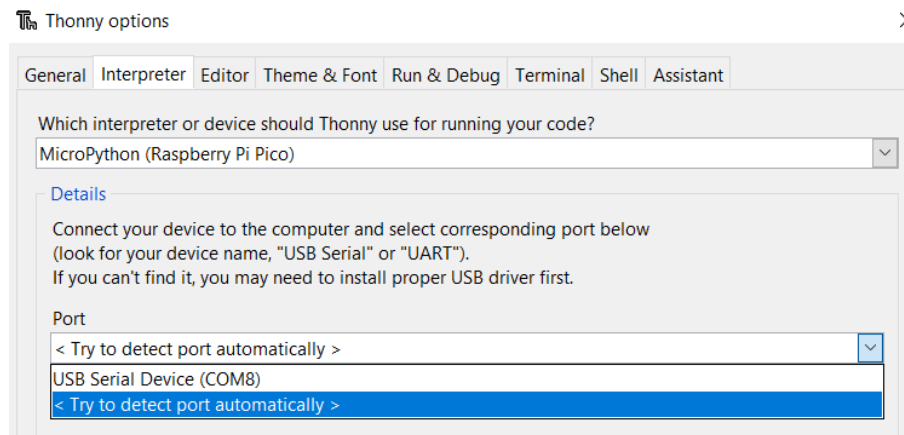 Thonny options
General Interpreter Editor Theme & Font Run & Debug Terminal Shell Assistant
Which interpreter or device should Thonny use for running your code?
MicroPython (Raspberry Pi Pico)
Details
Connect your device to the computer and select corresponding port below
(look for your device name, "USB Serial" or "UART").
If you can't find it, you may need to install proper USB driver first.
Port
< Try to detect port automatically >
USB Serial Device (COM8)
< Try to detect port automatically >